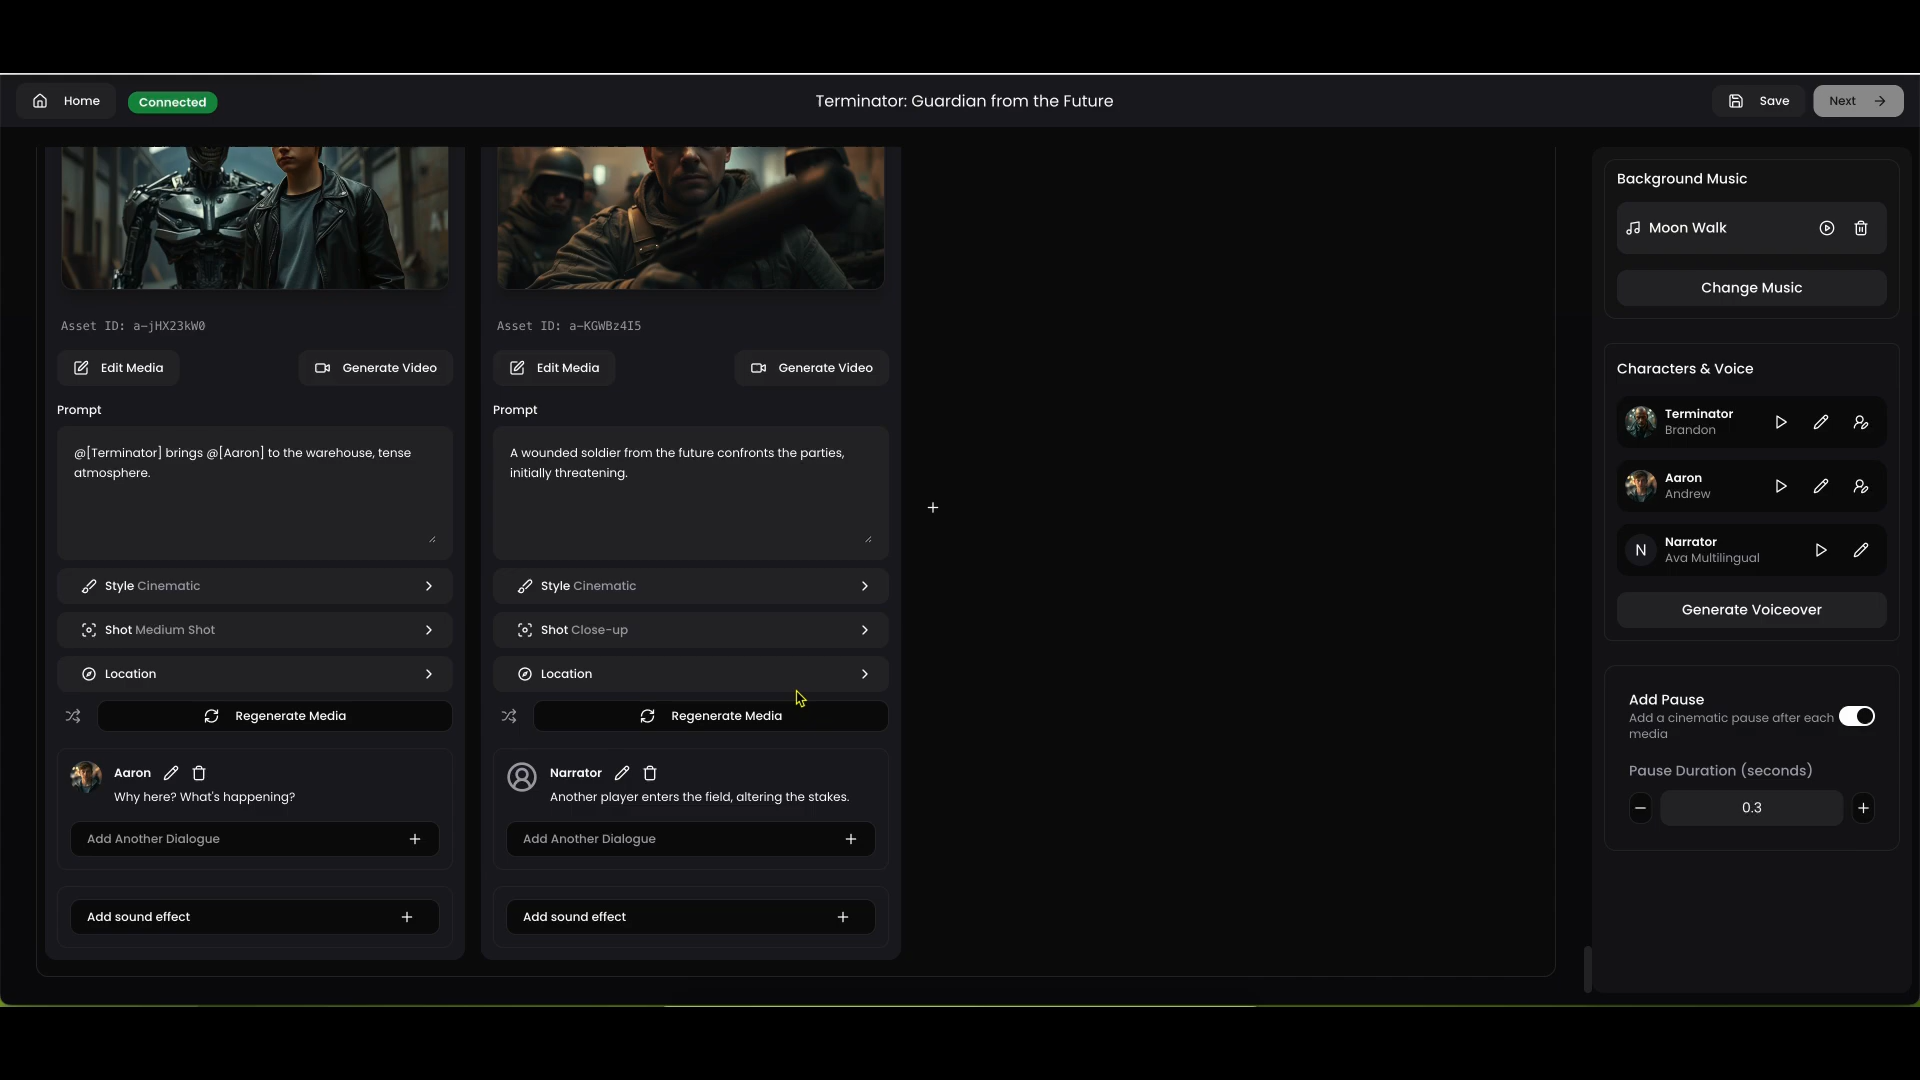 Home
Connected
Terminator: Guardian from the Future
Save
Next
Asset ID: a-jHX23kW0
Edit Media
Generate Video
Prompt
@[Terminator] brings @[Aaron] to the warehouse, tense
atmosphere.
Style Cinematic
Shot Medium Shot
Location
Regenerate Media
Aaron
Why here? What's happening?
Add Another Dialogue
Add sound effect
Asset ID: a-KGWBz4I5
Edit Media
Generate Video
Prompt
A wounded soldier from the future confronts the parties,
initially threatening.
Style Cinematic
Shot Close-up
Location
Regenerate Media
Narrator
Another player enters the field, altering the stakes.
Add Another Dialogue
Add sound effect
Background Music
Moon Walk
Change Music
Characters & Voice
Terminator
Brandon
Aaron
Andrew
N
Narrator
Ava Multilingual
Generate Voiceover
Add Pause
Add a cinematic pause after each
media
Pause Duration (seconds)
0.3